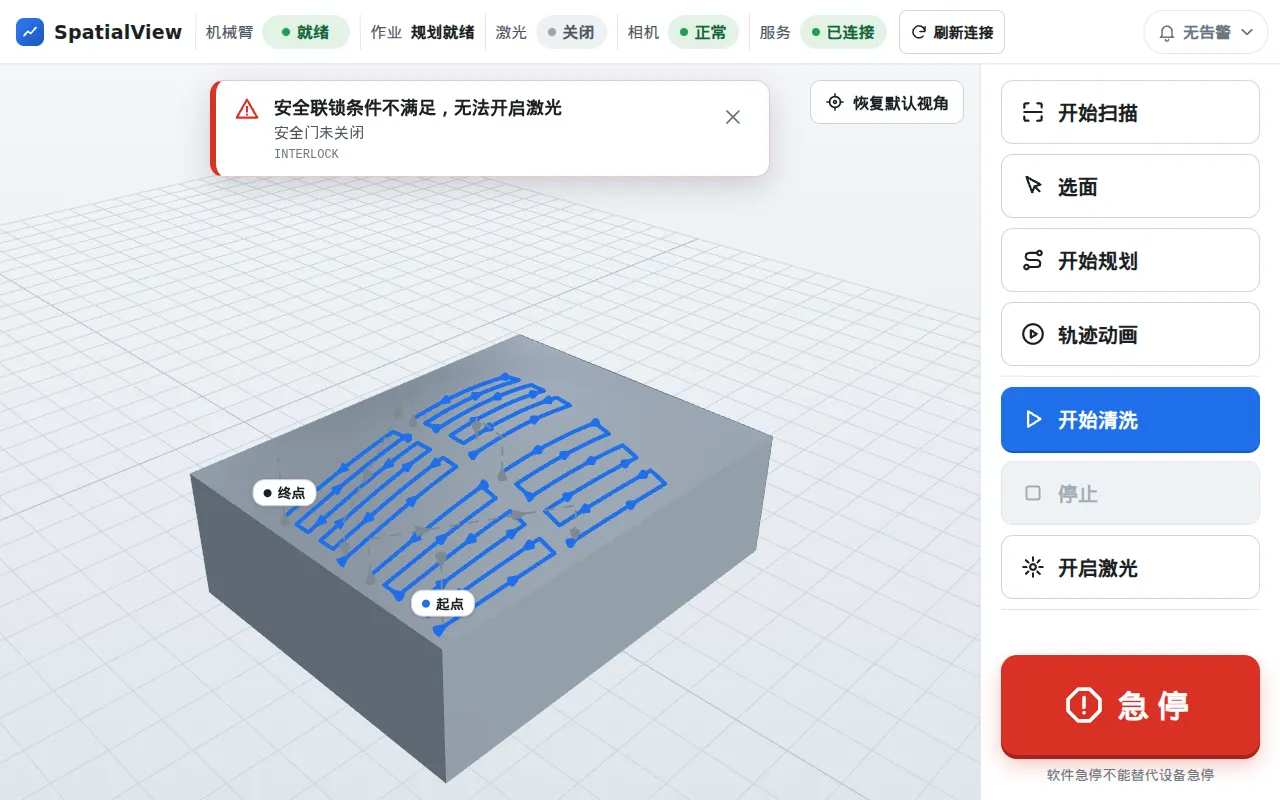 SpatialView
机械臂 就绪
作业 规划就绪
激光 关闭
相机 正常
服务 已连接
刷新连接
无告警
安全联锁条件不满足，无法开启激光
安全门未关闭
INTERLOCK
恢复默认视角
终点
起点
开始扫描
选面
开始规划
轨迹动画
开始清洗
停止
开启激光
急停
软件急停不能替代设备急停